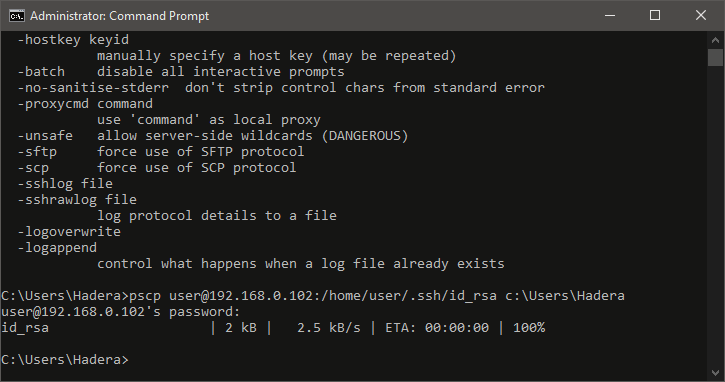 Administrator: Command Prompt
-hostkey keyid
manually specify a host key (may be repeated)
-batch    disable all interactive prompts
-no-sanitise-stderr  don't strip control chars from standard error
-proxycmd command
use 'command' as local proxy
-unsafe   allow server-side wildcards (DANGEROUS)
-sftp     force use of SFTP protocol
-scp      force use of SCP protocol
-sshlog file
-sshrawlog file
log protocol details to a file
-logoverwrite
-logappend
control what happens when a log file already exists
C:\Users\Hadera>pscp user@192.168.0.102:/home/user/.ssh/id_rsa c:\Users\Hadera
user@192.168.0.102's password:
id_rsa                    | 2 kB |   2.5 kB/s | ETA: 00:00:00 | 100%
C:\Users\Hadera>